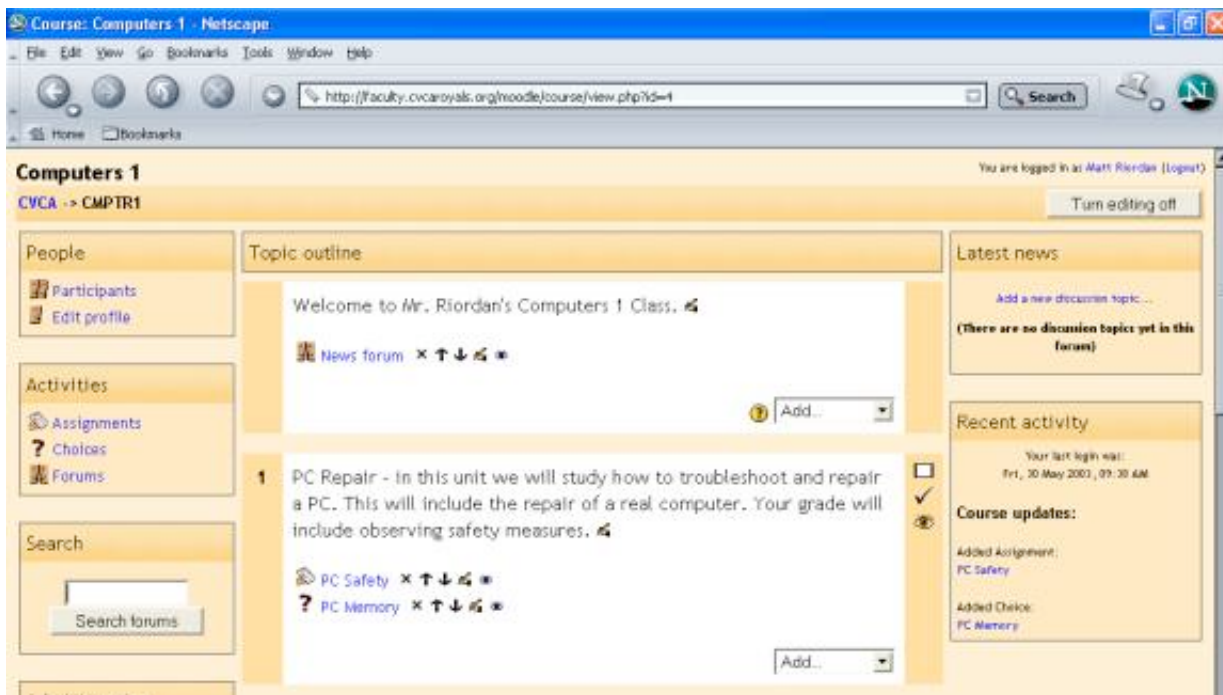 Course: Computers 1 - Netscape
File Edit View Go Bookmarks Tools Window Help
http://faculty.cvcaroyals.org/moodle/course/view.php?id=4
Search
Home Bookmarks
Computers 1
You are logged in as Matt Riordan (Logout)
CVCA -> CMPTR1
Turn editing off
People
Participants
Edit profile
Activities
Assignments
? Choices
Forums
Search
Search forums
Topic outline
Welcome to Mr. Riordan's Computers 1 Class.
News forum
? Add...
1
PC Repair - in this unit we will study how to troubleshoot and repair
a PC. This will include the repair of a real computer. Your grade will
include observing safety measures.
PC Safety
? PC Memory
Add...
Latest news
Add a new discussion topic...
(There are no discussion topics yet in this
forum)
Recent activity
Your last login was:
Fri, 30 May 2003, 09:30 AM
Course updates:
Added Assignment:
PC Safety
Added Choice:
PC Memory